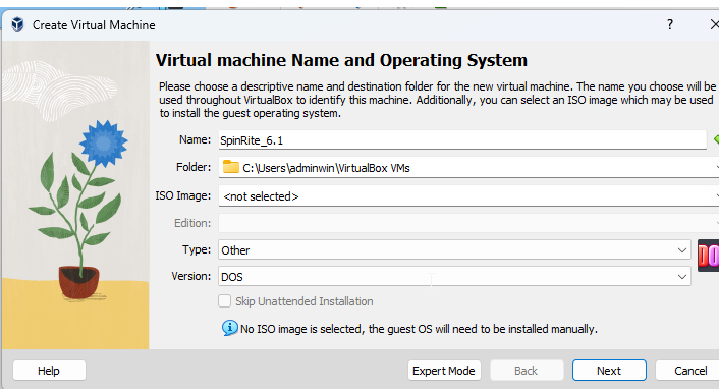 Create Virtual Machine
?
Virtual machine Name and Operating System
Please choose a descriptive name and destination folder for the new virtual machine. The name you choose will be
used throughout VirtualBox to identify this machine. Additionally, you can select an ISO image which may be used
to install the guest operating system.
Name: SpinRite_6.1
Folder: C:\Users\adminwin\VirtualBox VMs
ISO Image: <not selected>
Edition:
Type: Other
Version: DOS
Skip Unattended Installation
No ISO image is selected, the guest OS will need to be installed manually.
Help Expert Mode Back Next Cancel